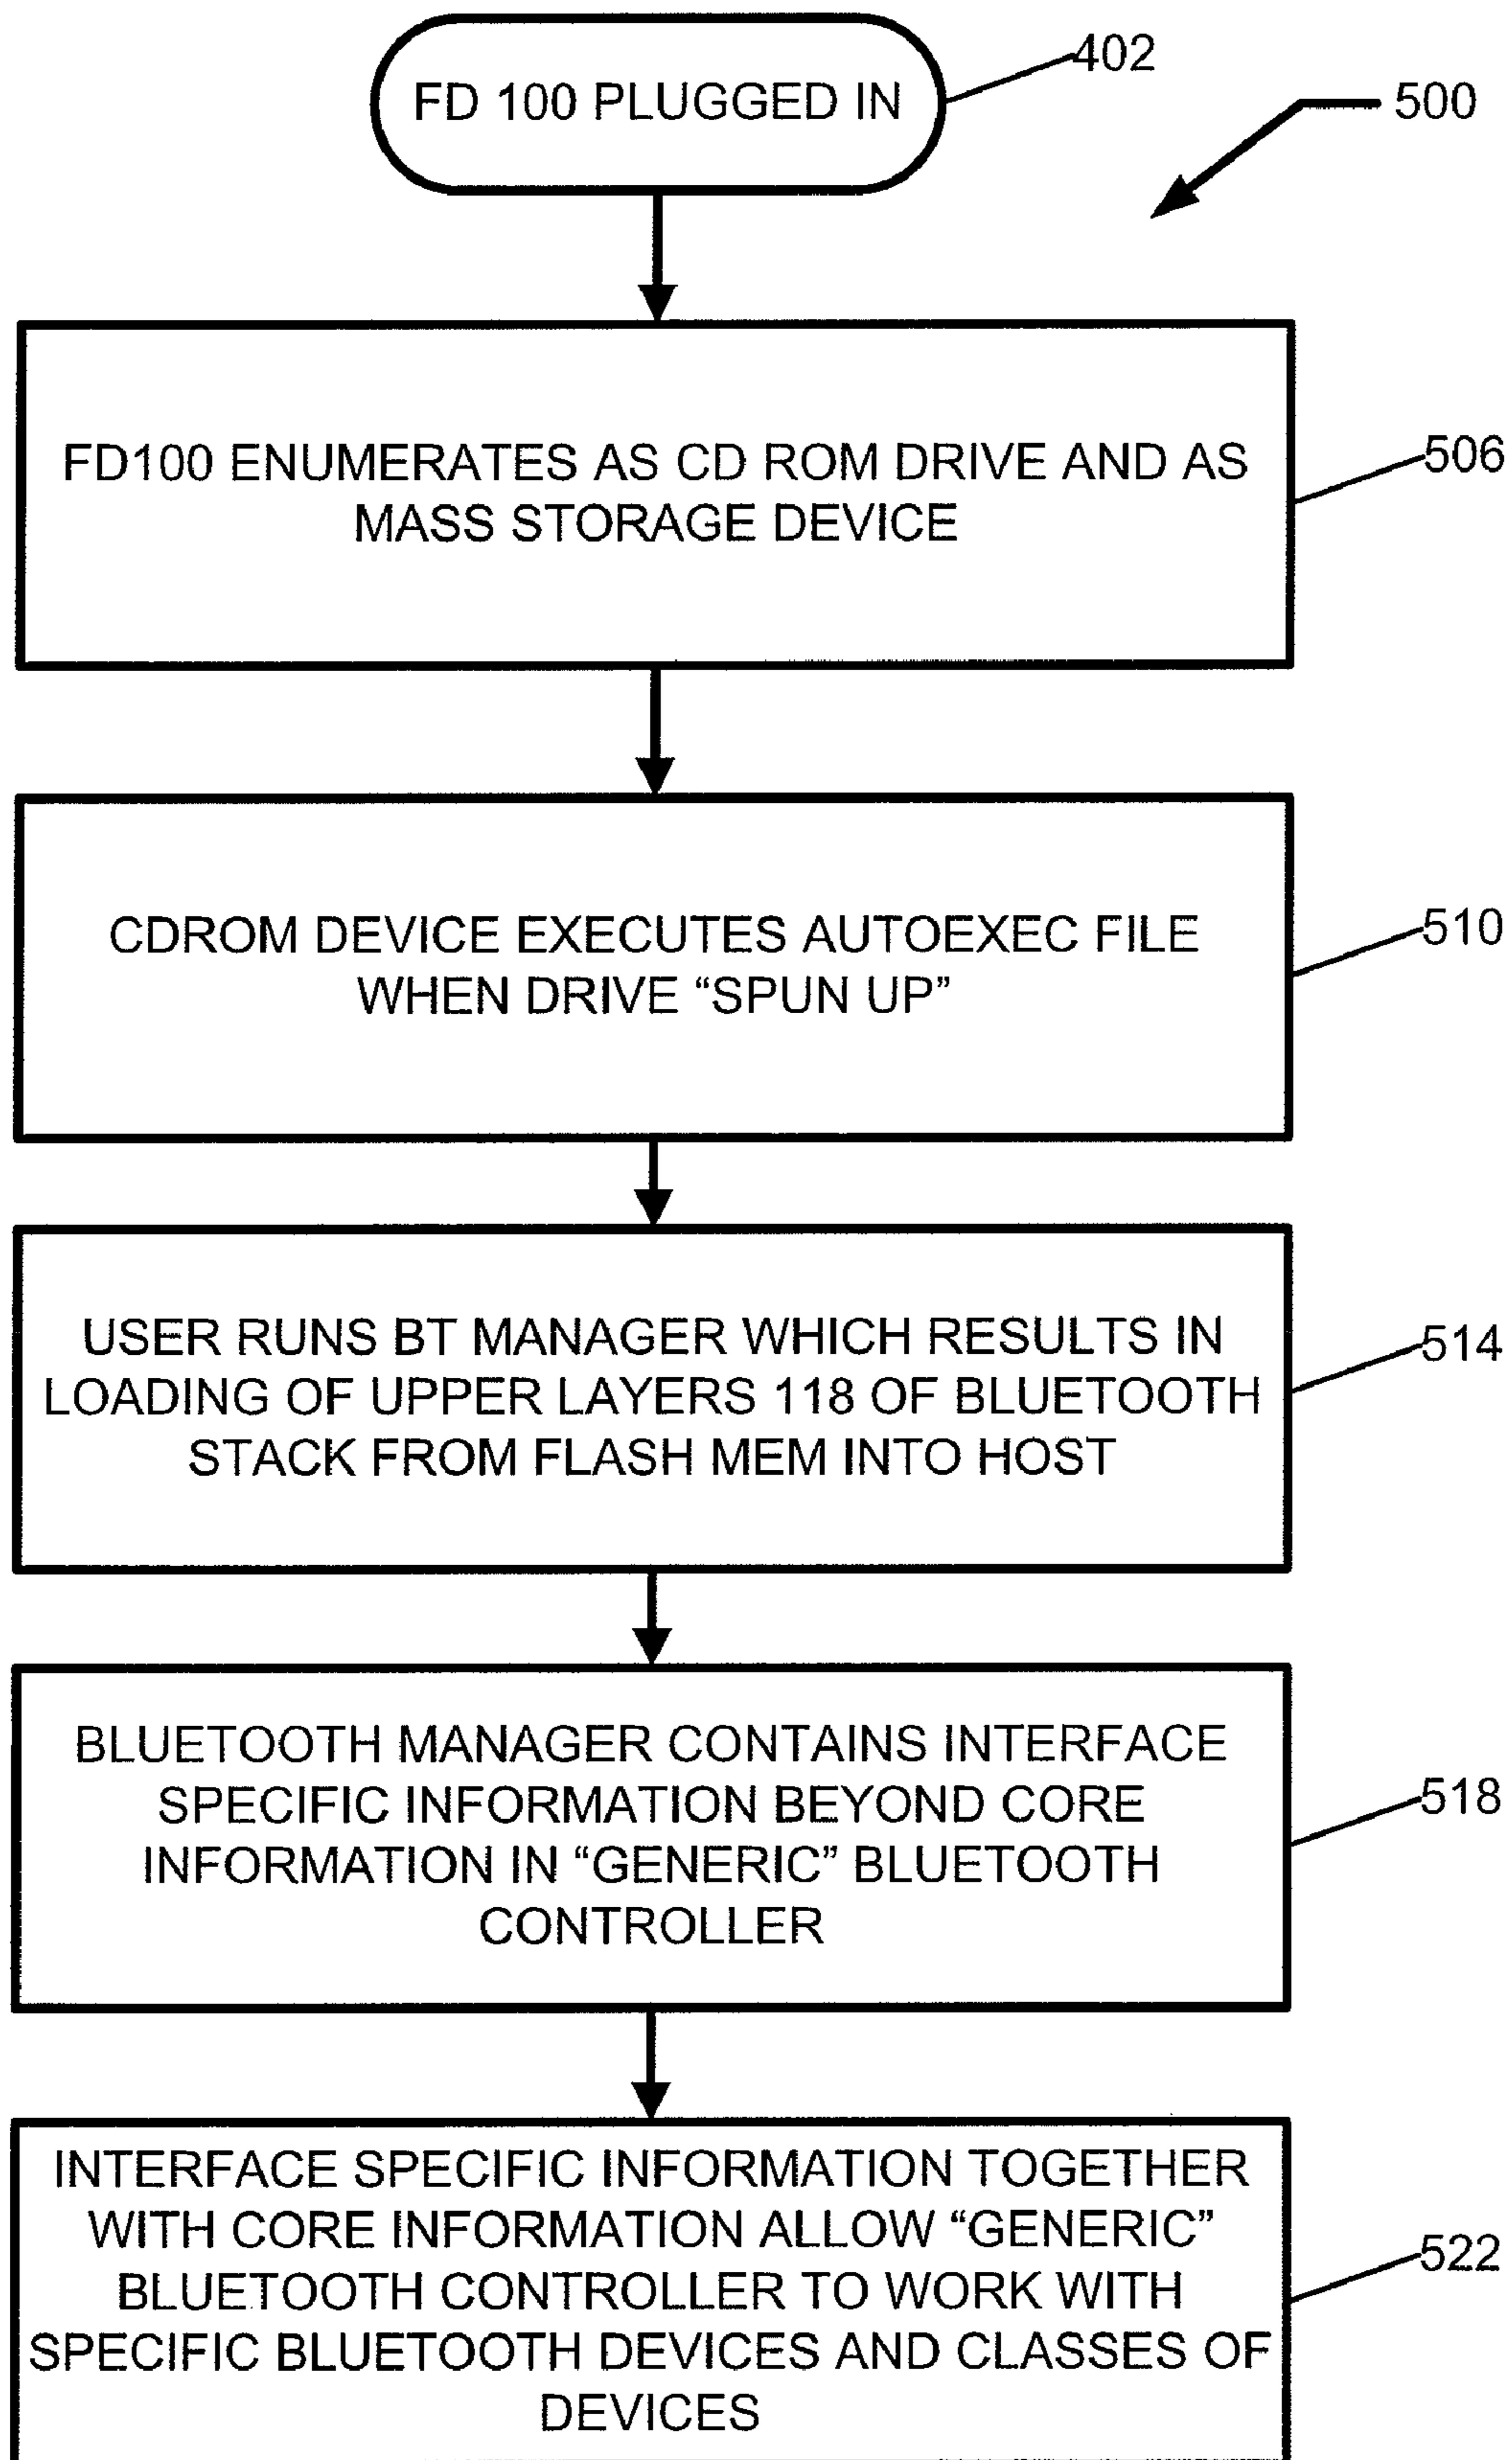 FD 100 PLUGGED IN
402
500
FD100 ENUMERATES AS CD ROM DRIVE AND AS
MASS STORAGE DEVICE
506
CDROM DEVICE EXECUTES AUTOEXEC FILE
WHEN DRIVE “SPUN UP”
510
USER RUNS BT MANAGER WHICH RESULTS IN
LOADING OF UPPER LAYERS 118 OF BLUETOOTH
STACK FROM FLASH MEM INTO HOST
514
BLUETOOTH MANAGER CONTAINS INTERFACE
SPECIFIC INFORMATION BEYOND CORE
INFORMATION IN “GENERIC” BLUETOOTH
CONTROLLER
518
INTERFACE SPECIFIC INFORMATION TOGETHER
WITH CORE INFORMATION ALLOW “GENERIC”
BLUETOOTH CONTROLLER TO WORK WITH
SPECIFIC BLUETOOTH DEVICES AND CLASSES OF
DEVICES
522